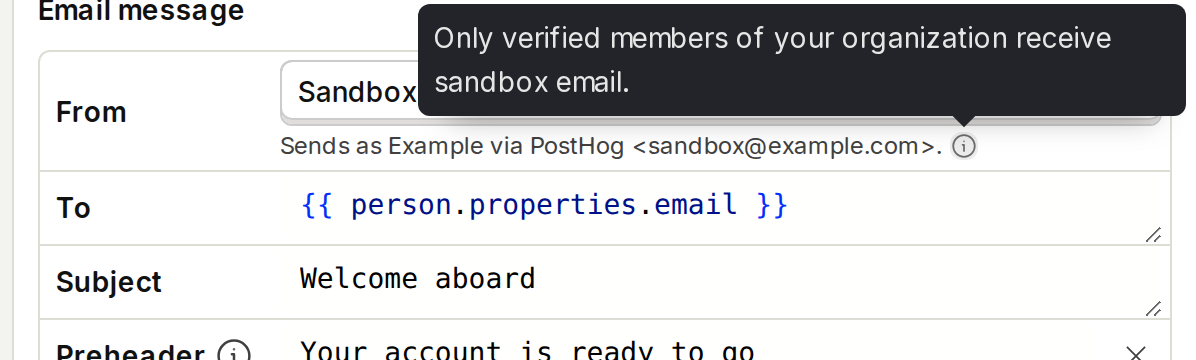 Email message
Only verified members of your organization receive
sandbox email.
From
Sandbox
Sends as Example via PostHog <sandbox@example.com>.
To
{{ person.properties.email }}
Subject
Welcome aboard
Preheader
Your account is ready to go